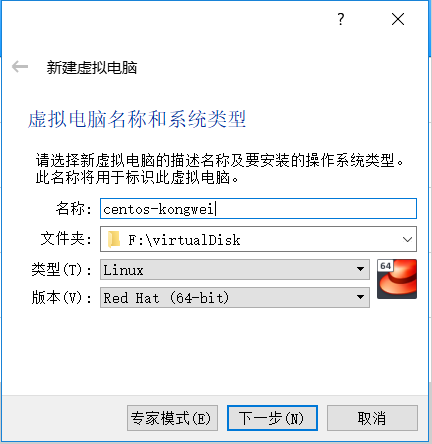 ?
新建虚拟电脑
虚拟电脑名称和系统类型
请选择新虚拟电脑的描述名称及要安装的操作系统类型。
此名称将用于标识此虚拟电脑。
名称: centos-kongwei
文件夹: F:\virtualDisk
类型(T): Linux
64
版本(V): Red Hat (64-bit)
专家模式(E) 下一步(N) 取消